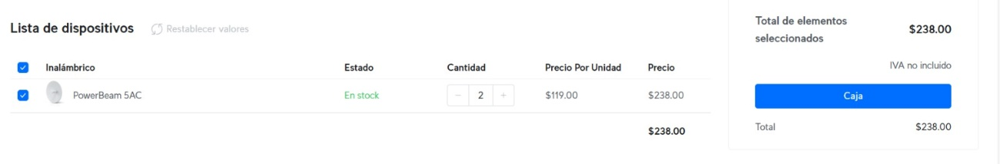 Lista de dispositivos Restablecer valores
Inalámbrico Estado Cantidad Precio Por Unidad Precio
PowerBeam 5AC En stock − 2 + $119.00 $238.00
$238.00
Total de elementos
seleccionados $238.00
IVA no incluido
Caja
Total $238.00